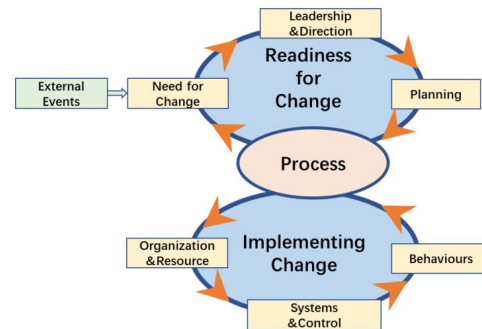 Leadership
&Direction
Readiness
for
Change
External
Events
Need for
Change
Planning
Process
Organization
&Resource
Implementing
Change
Behaviours
Systems
&Control